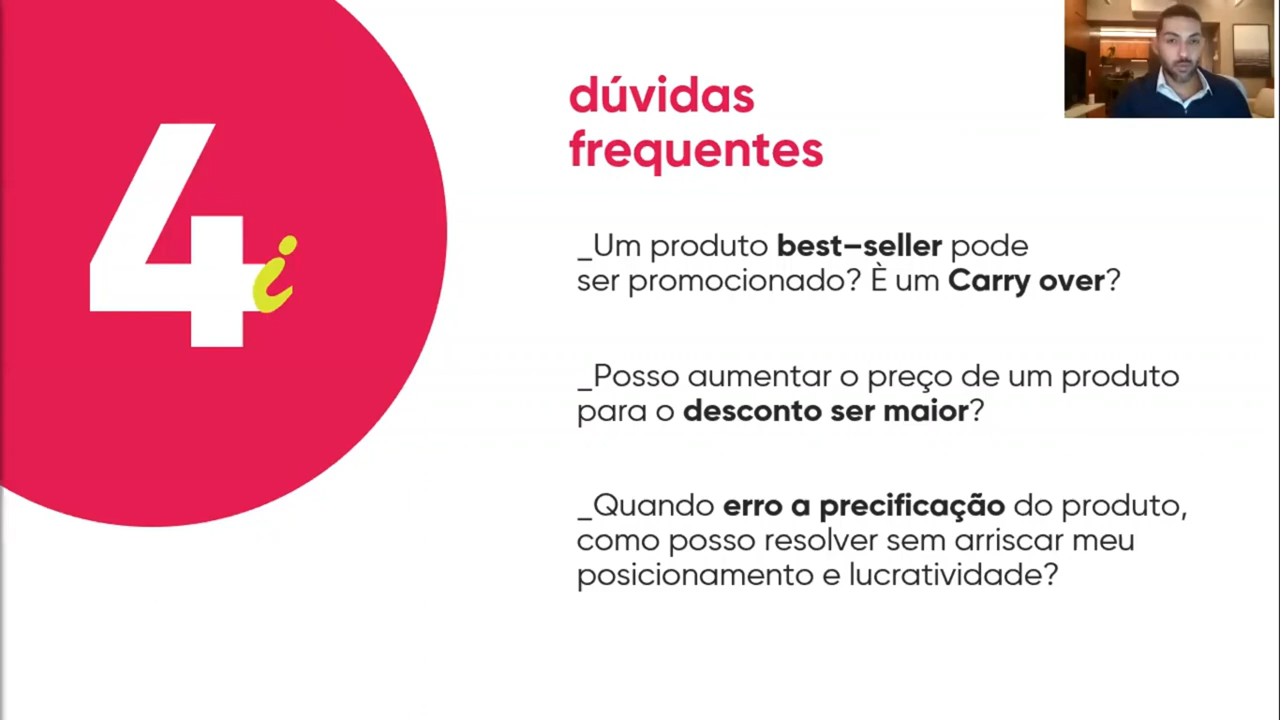 4i
dúvidas
frequentes
_Um produto best–seller pode
ser promocionado? È um Carry over?
_Posso aumentar o preço de um produto
para o desconto ser maior?
_Quando erro a precificação do produto,
como posso resolver sem arriscar meu
posicionamento e lucratividade?